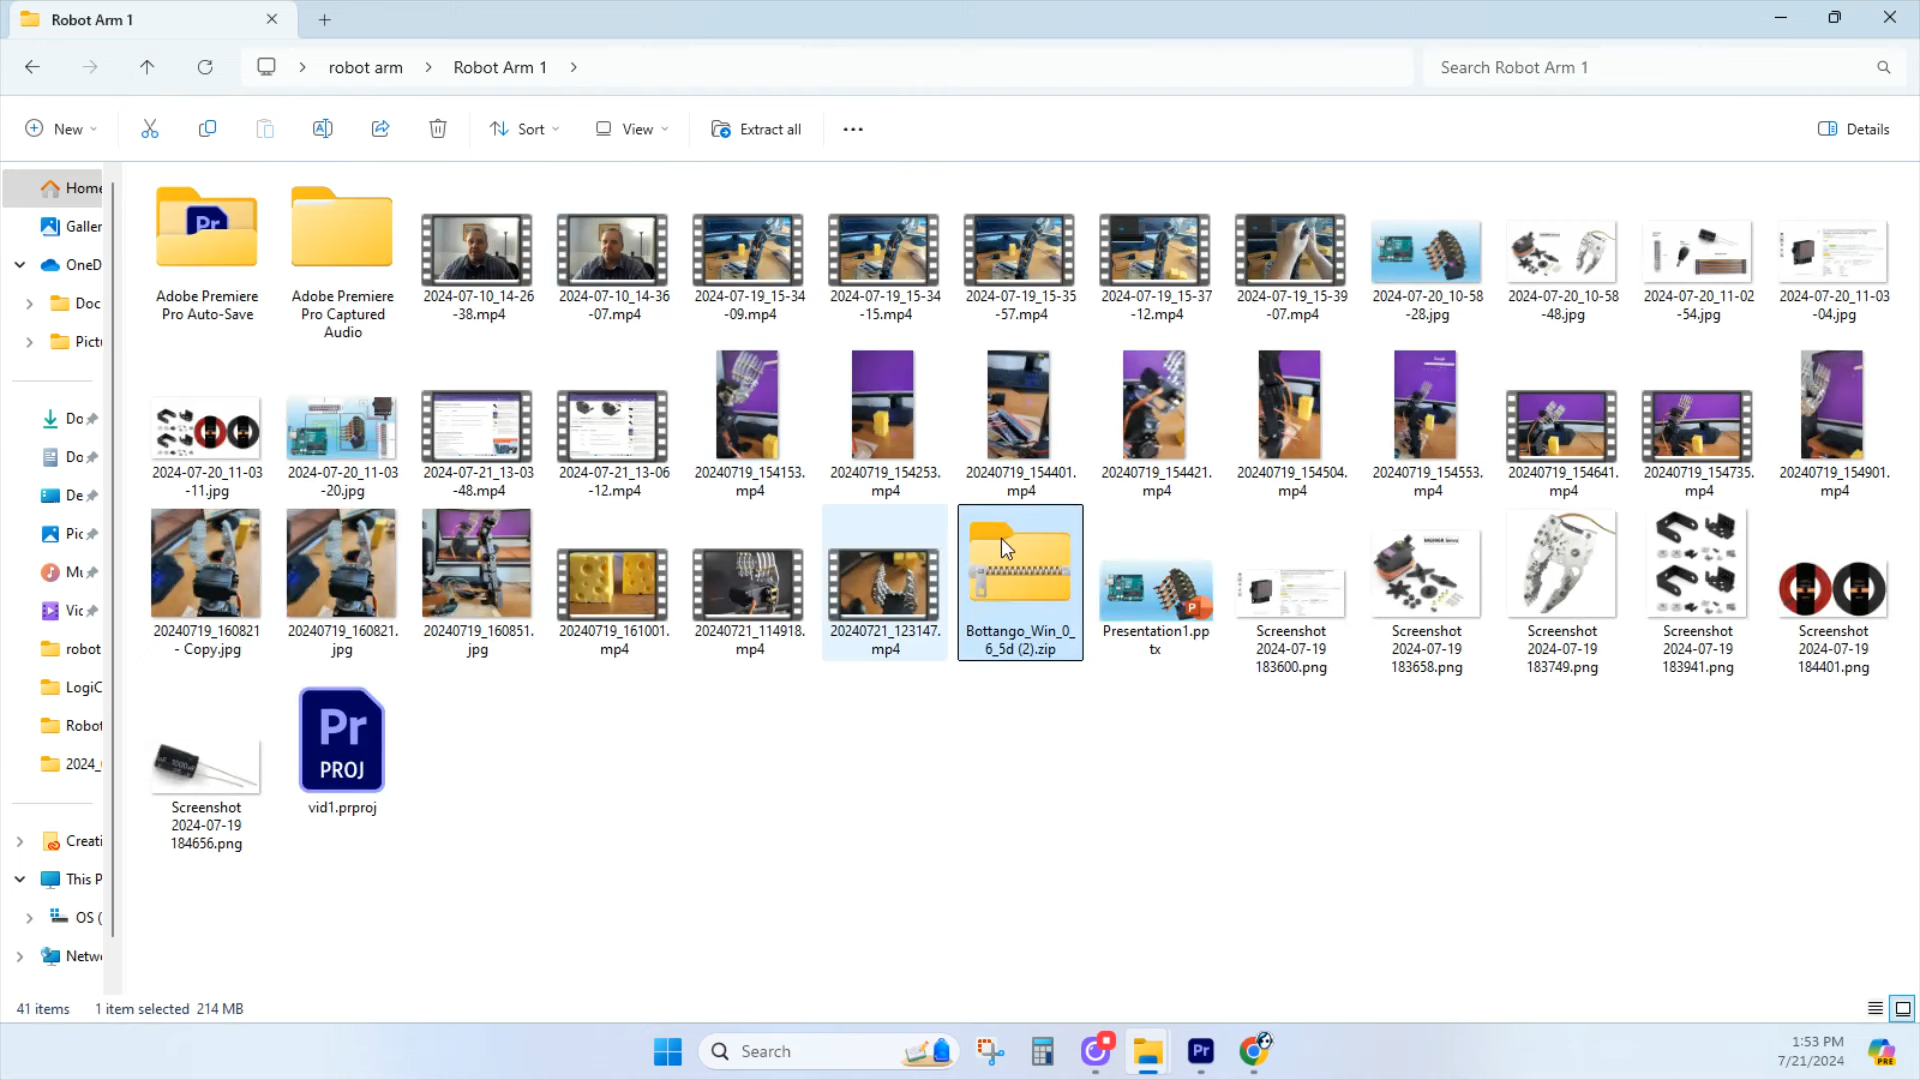 Robot Arm 1
robot arm
Robot Arm 1
Search Robot Arm 1
New
Sort
View
Extract all
Details
Home
Galler
OneD
Doc
Pictu
Do
Do
De
Pic
Mu
Vic
robot
LogiC
Robot
2024_
Creati
This P
OS (
Netwo
Pr
Adobe Premiere
Pro Auto-Save
Adobe Premiere
Pro Captured
Audio
2024-07-10_14-26
-38.mp4
2024-07-10_14-36
-07.mp4
2024-07-19_15-34
-09.mp4
2024-07-19_15-34
-15.mp4
2024-07-19_15-35
-57.mp4
2024-07-19_15-37
-12.mp4
2024-07-19_15-39
-07.mp4
2024-07-20_10-58
-28.jpg
2024-07-20_10-58
-48.jpg
2024-07-20_11-02
-54.jpg
2024-07-20_11-03
-04.jpg
2024-07-20_11-03
-11.jpg
2024-07-20_11-03
-20.jpg
2024-07-21_13-03
-48.mp4
2024-07-21_13-06
-12.mp4
20240719_154153.
mp4
20240719_154253.
mp4
20240719_154401.
mp4
20240719_154421.
mp4
20240719_154504.
mp4
20240719_154553.
mp4
20240719_154641.
mp4
20240719_154735.
mp4
20240719_154901.
mp4
20240719_160821
- Copy.jpg
20240719_160821.
jpg
20240719_160851.
jpg
20240719_161001.
mp4
20240721_114918.
mp4
20240721_123147.
mp4
Bottango_Win_0_
6_5d (2).zip
Presentation1.pp
tx
Screenshot
2024-07-19
183600.png
Screenshot
2024-07-19
183658.png
Screenshot
2024-07-19
183749.png
Screenshot
2024-07-19
183941.png
Screenshot
2024-07-19
184401.png
Screenshot
2024-07-19
184656.png
Pr
PROJ
vid1.prproj
41 items
1 item selected 214 MB
Search
Pr
1:53 PM
7/21/2024
PRE